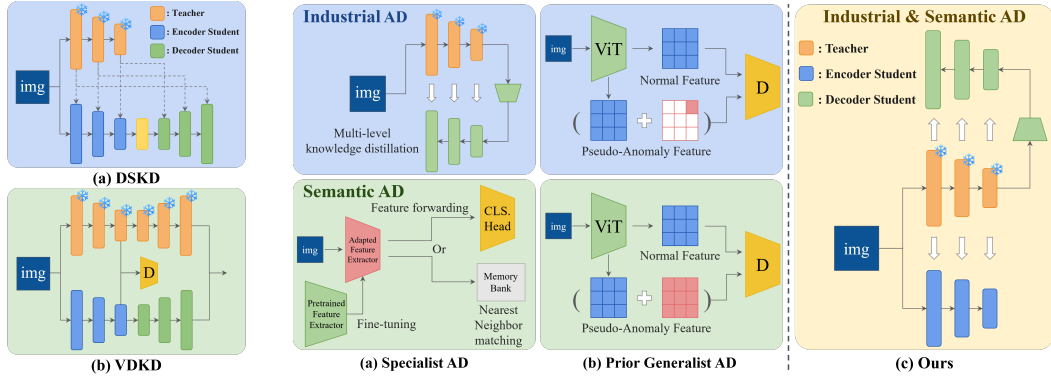 : Teacher
: Encoder Student
: Decoder Student
img
(a) DSKD
img
D
(b) VDKD
Industrial AD
img
Multi-level
knowledge distillation
Semantic AD
Feature forwarding
CLS.
Head
img
Adapted
Feature
Extractor
Or
Memory
Bank
Pretrained
Feature
Extractor
Fine-tuning
Nearest
Neighbor
matching
(a) Specialist AD
img
ViT
Normal Feature
D
( + )
Pseudo-Anomaly Feature
img
ViT
Normal Feature
D
( + )
Pseudo-Anomaly Feature
(b) Prior Generalist AD
Industrial & Semantic AD
: Teacher
: Encoder Student
: Decoder Student
img
(c) Ours